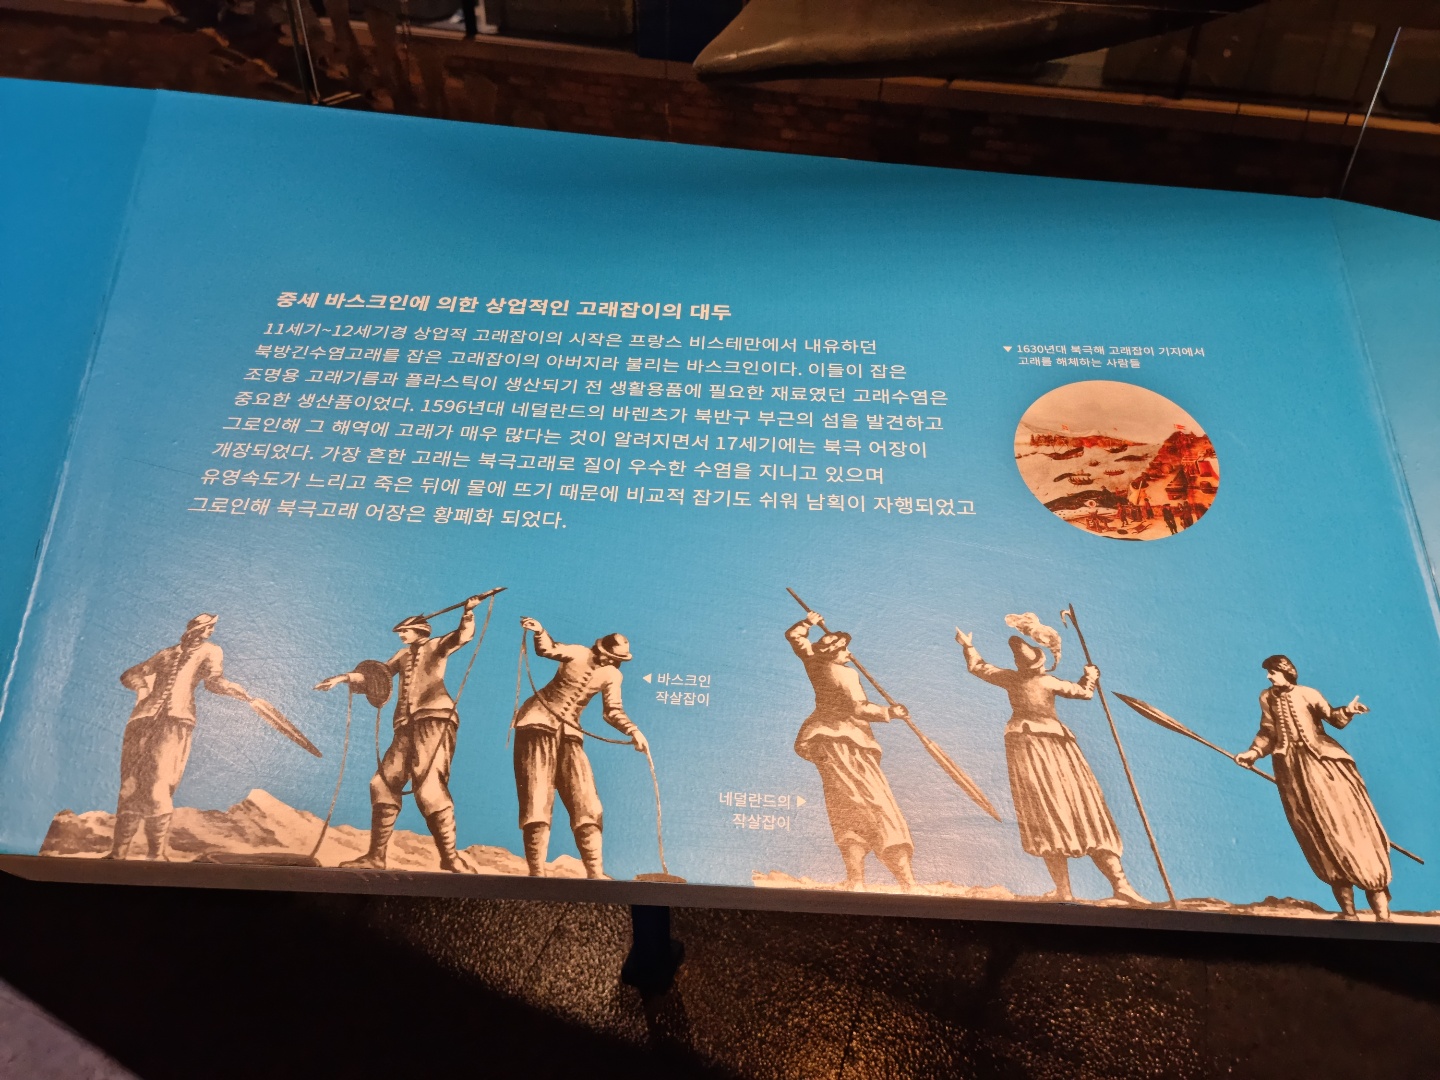 중세 바스크인에 의한 상업적인 고래잡이의 대두
11세기~12세기경 상업적 고래잡이의 시작은 프랑스 비스테만에서 내유하던
북방긴수염고래를 잡은 고래잡이의 아버지라 불리는 바스크인이다. 이들이 잡은
조명용 고래기름과 플라스틱이 생산되기 전 생활용품에 필요한 재료였던 고래수염은
중요한 생산품이었다. 1596년대 네덜란드의 바렌츠가 북반구 부근의 섬을 발견하고
그로인해 그 해역에 고래가 매우 많다는 것이 알려지면서 17세기에는 북극 어장이
개장되었다. 가장 흔한 고래는 북극고래로 질이 우수한 수염을 지니고 있으며
유영속도가 느리고 죽은 뒤에 물에 뜨기 때문에 비교적 잡기도 쉬워 남획이 자행되었고
그로인해 북극고래 어장은 황폐화 되었다.
▼ 1630년대 북극해 고래잡이 기지에서
고래를 해체하는 사람들
◀ 바스크인
작살잡이
네덜란드의 ▶
작살잡이